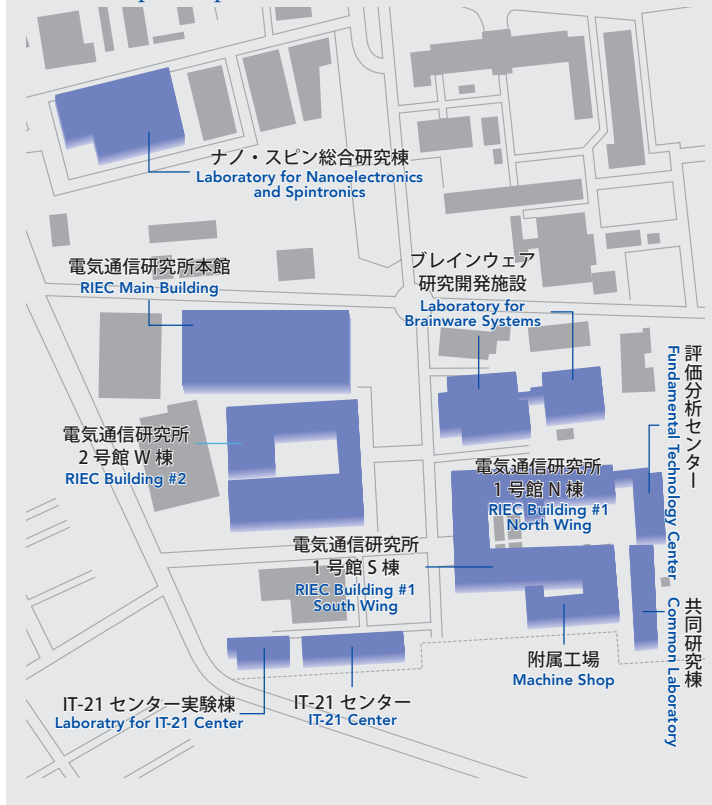 ナノ・スピン総合研究棟
Laboratory for Nanoelectronics
and Spintronics
電気通信研究所本館
RIEC Main Building
ブレインウェア
研究開発施設
Laboratory for
Brainware Systems
評価分析センター
Fundamental Technology Center
電気通信研究所
2 号館 W 棟
RIEC Building #2
電気通信研究所
1 号館 N 棟
RIEC Building #1
North Wing
電気通信研究所
1 号館 S 棟
RIEC Building #1
South Wing
共同研究棟
Common Laboratory
附属工場
Machine Shop
IT-21 センター実験棟
Laboratry for IT-21 Center
IT-21 センター
IT-21 Center